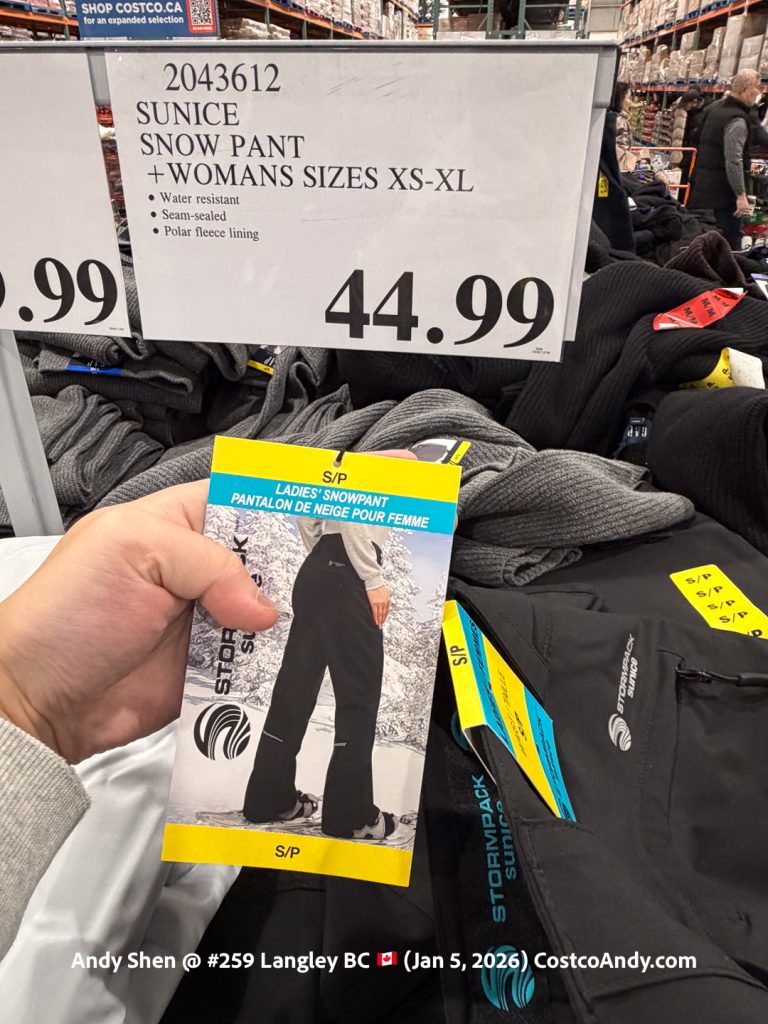 SHOP COSTCO.CA
for an expanded selection
9.99
2043612
SUNICE
SNOW PANT
+WOMANS SIZES XS-XL
• Water resistant
• Seam-sealed
• Polar fleece lining
44.99
M/M
S/P
LADIES' SNOWPANT
PANTALON DE NEIGE POUR FEMME
STORMPACK
sunice
S/P
S/P
S/P
S/P
S/P
S/P
STORMPACK
sunice
STORMPACK
sunice
Andy Shen @ #259 Langley BC 🇨🇦 (Jan 5, 2026) CostcoAndy.com